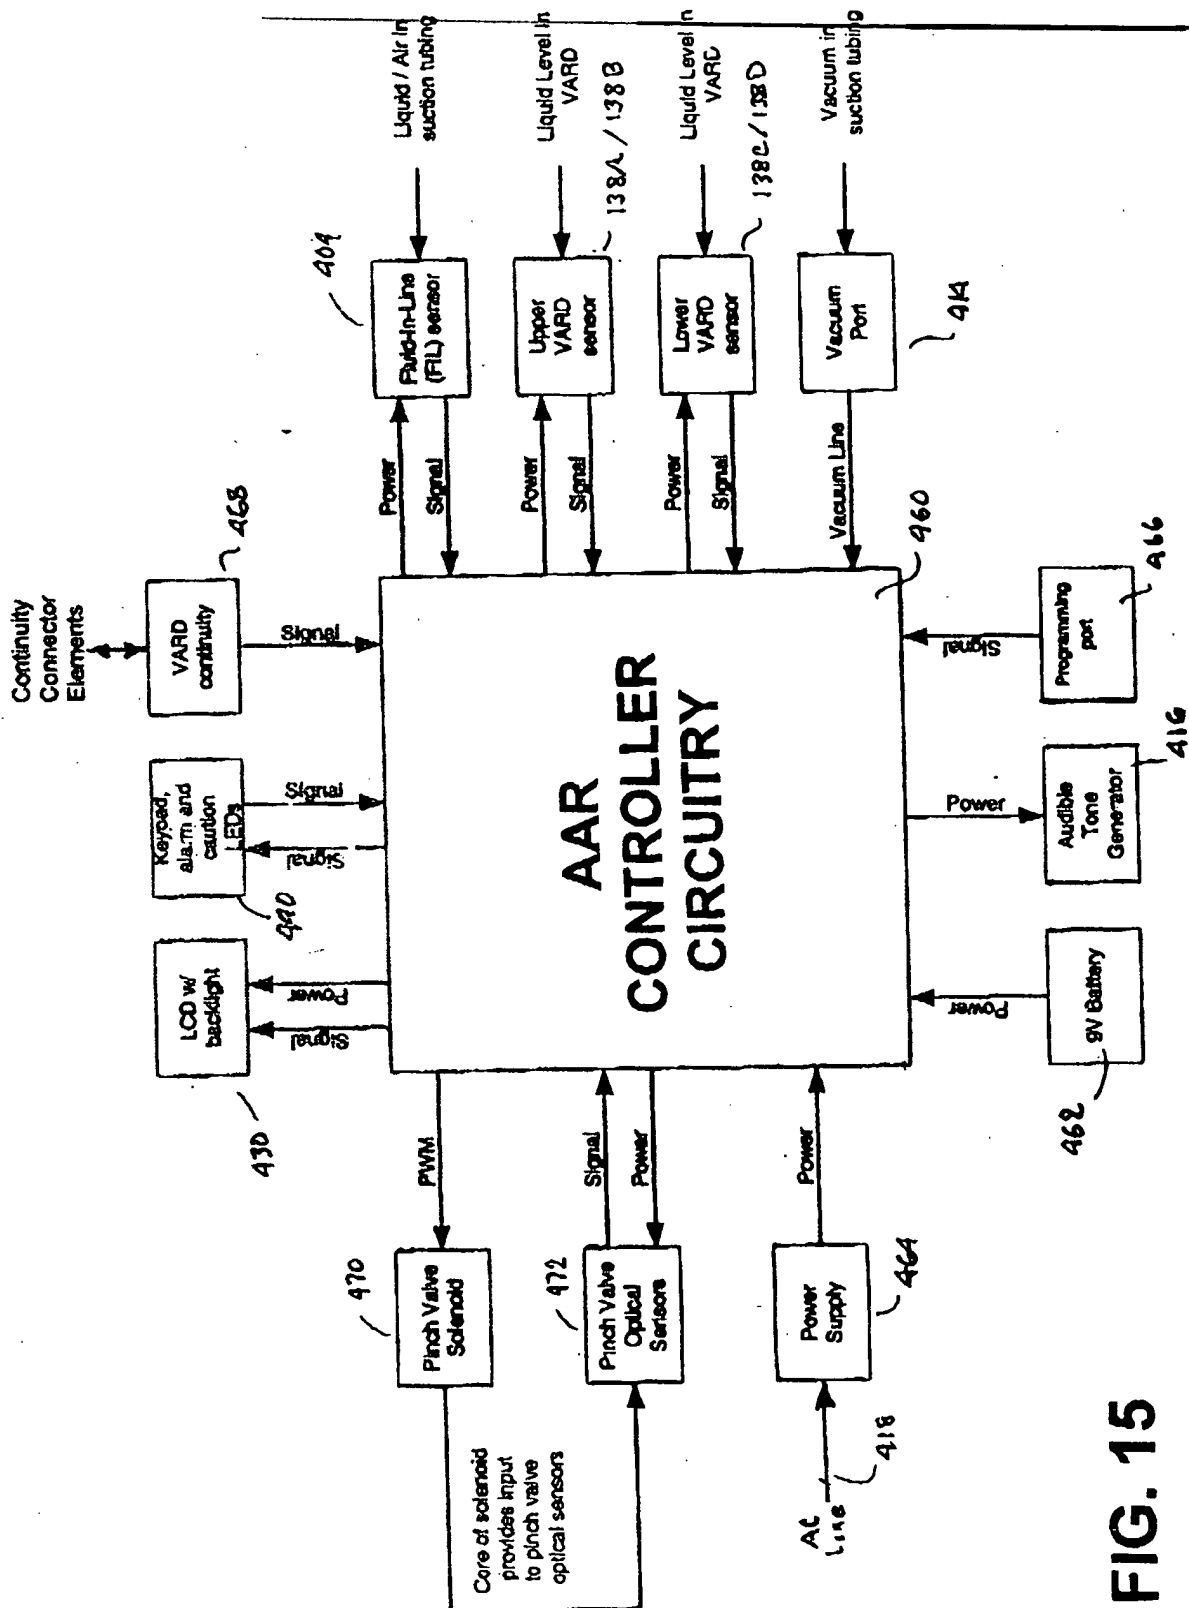 Continuity
Connector
Elements
468
VARD
continuity
Signal
Keypad,
alarm and
caution
LEDs
490
Signal
Signal
LCD w/
backlight
430
Signal
Power
Liquid / Air in
suction tubing
404
Fluid-In-Line
(FIL) sensor
Power
Signal
Liquid Level in
VARD
138A / 138B
Upper
VARD
sensor
Power
Signal
Liquid Level in
VARD
138C / 138D
Lower
VARD
sensor
Power
Signal
Vacuum in
suction tubing
414
Vacuum
Port
Vacuum Line
AAR
CONTROLLER
CIRCUITRY
460
PWM
470
Pinch Valve
Solenoid
Signal
Power
472
Pinch Valve
Optical
Sensors
Core of solenoid
provides input
to pinch valve
optical sensors
Power
464
Power
Supply
AC
Line
418
Power
9V Battery
462
Power
Audible
Tone
Generator
416
Signal
Programming
port
466
FIG. 15